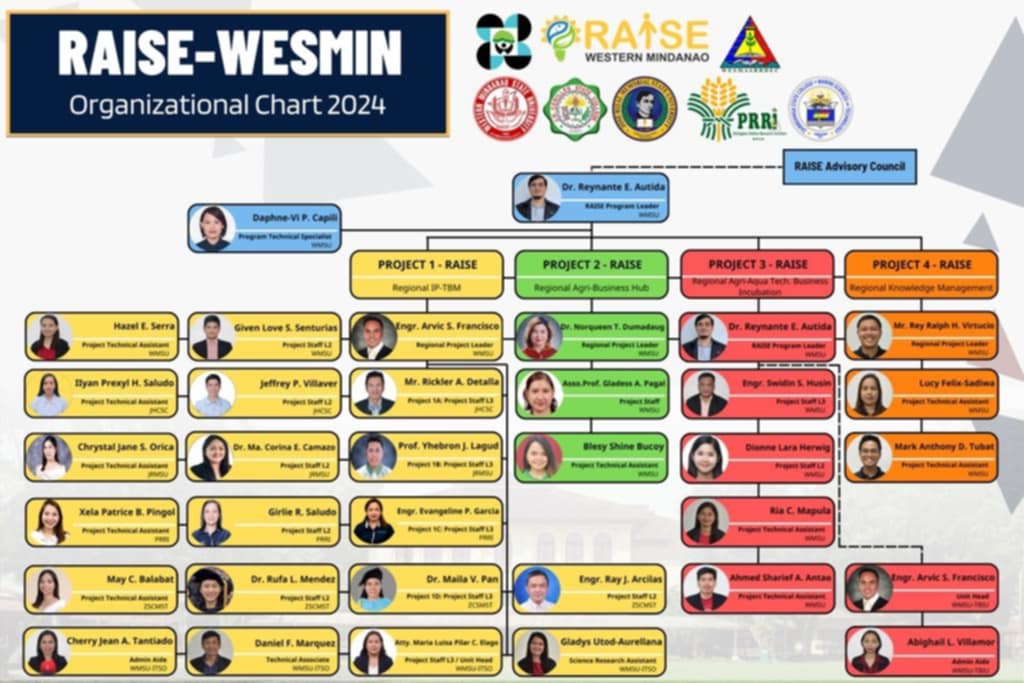 RAISE-WESMIN
Organizational Chart 2024
RAISE
WESTERN MINDANAO
PRRI
RAISE Advisory Council
Dr. Reynante E. Autida
RAISE Program Leader
WMSU
Daphne-Vi P. Capili
Program Technical Specialist
WMSU
PROJECT 1 - RAISE
Regional IP-TBM
PROJECT 2 - RAISE
Regional Agri-Business Hub
PROJECT 3 - RAISE
Regional Agri-Aqua Tech. Business
Incubation
PROJECT 4 - RAISE
Regional Knowledge Management
Hazel E. Serra
Project Technical Assistant
WMSU
Given Love S. Senturias
Project Staff L2
WMSU
Engr. Arvic S. Francisco
Regional Project Leader
WMSU
Dr. Norqueen T. Dumadaug
Regional Project Leader
WMSU
Dr. Reynante E. Autida
RAISE Program Leader
WMSU
Mr. Rey Ralph H. Virtucio
Regional Project Leader
WMSU
Ilyan Prexyl H. Saludo
Project Technical Assistant
JHCSC
Jeffrey P. Villaver
Project Staff L2
JHCSC
Mr. Rickler A. Detalla
Project 1A: Project Staff L3
JHCSC
Asso.Prof. Gladess A. Pagal
Project Staff
WMSU
Engr. Swidin S. Husin
Project Staff L3
WMSU
Lucy Felix-Sadiwa
Project Technical Assistant
WMSU
Chrystal Jane S. Orica
Project Technical Assistant
JRMSU
Dr. Ma. Corina E. Camazo
Project Staff L2
JRMSU
Prof. Yhebron J. Lagud
Project 1B: Project Staff L3
JRMSU
Blesy Shine Bucoy
Project Technical Assistant
WMSU
Dionne Lara Herwig
Project Staff L2
WMSU
Mark Anthony D. Tubat
Project Technical Assistant
WMSU
Xela Patrice B. Pingol
Project Technical Assistant
PRRI
Girlie R. Saludo
Project Staff L2
PRRI
Engr. Evangeline P. Garcia
Project 1C: Project Staff L3
PRRI
Ria C. Mapula
Project Technical Assistant
WMSU
May C. Balabat
Project Technical Assistant
ZSCMST
Dr. Rufa L. Mendez
Project Staff L2
ZSCMST
Dr. Maila V. Pan
Project 1D: Project Staff L3
ZCSMST
Engr. Ray J. Arcilas
Project Staff L2
ZSCMST
Ahmed Sharief A. Antao
Project Technical Assistant
WMSU
Engr. Arvic S. Francisco
Unit Head
WMSU-TBIU
Cherry Jean A. Tantiado
Admin Aide
WMSU-ITSO
Daniel F. Marquez
Technical Associate
WMSU-ITSO
Atty. Maria Luisa Pilar C. Elago
Project Staff L3 / Unit Head
WMSU-ITSO
Gladys Utod-Aurellana
Science Research Assistant
WMSU-ITSO
Abighail L. Villamor
Admin Aide
WMSU-TBIU